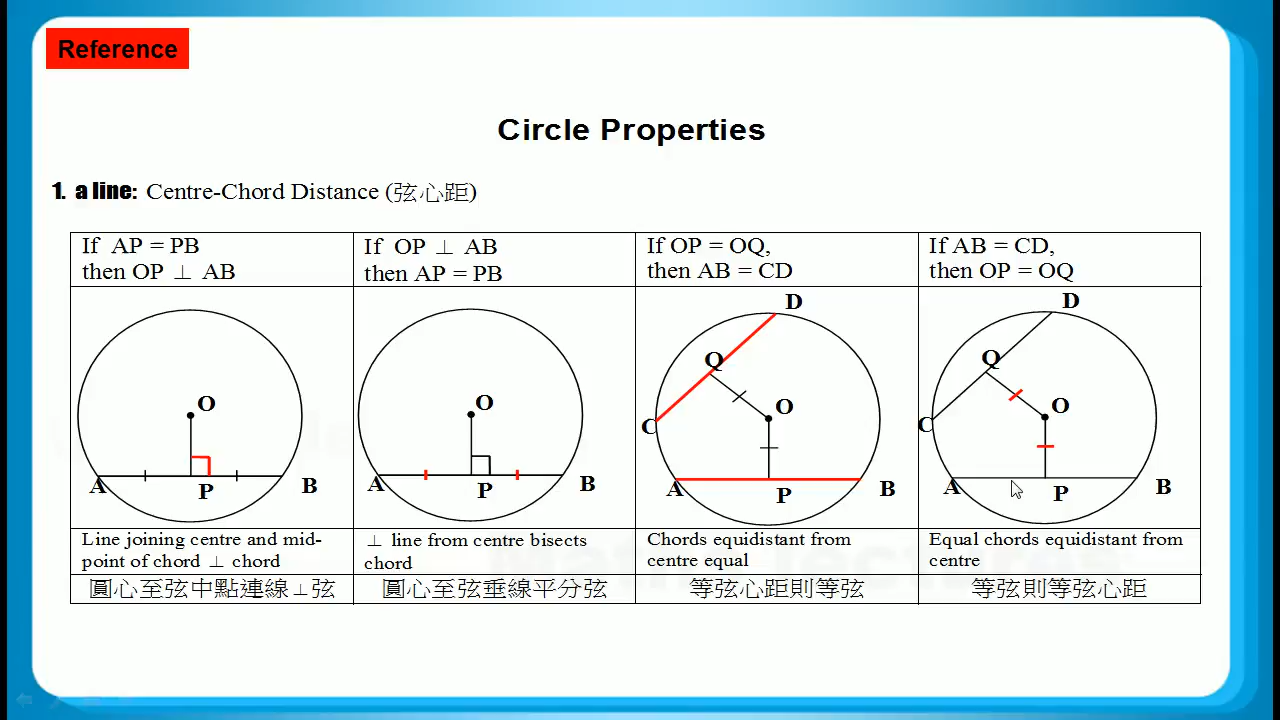 Reference
Circle Properties
1. a line: Centre-Chord Distance (弦心距)
If AP = PB
then OP ⊥ AB
If OP ⊥ AB
then AP = PB
If OP = OQ,
then AB = CD
If AB = CD,
then OP = OQ
O
A
P
B
O
A
P
B
D
Q
O
C
A
P
B
D
Q
O
C
A
P
B
Line joining centre and mid-
point of chord ⊥ chord
⊥ line from centre bisects
chord
Chords equidistant from
centre equal
Equal chords equidistant from
centre
圓心至弦中點連線⊥弦
圓心至弦垂線平分弦
等弦心距則等弦
等弦則等弦心距